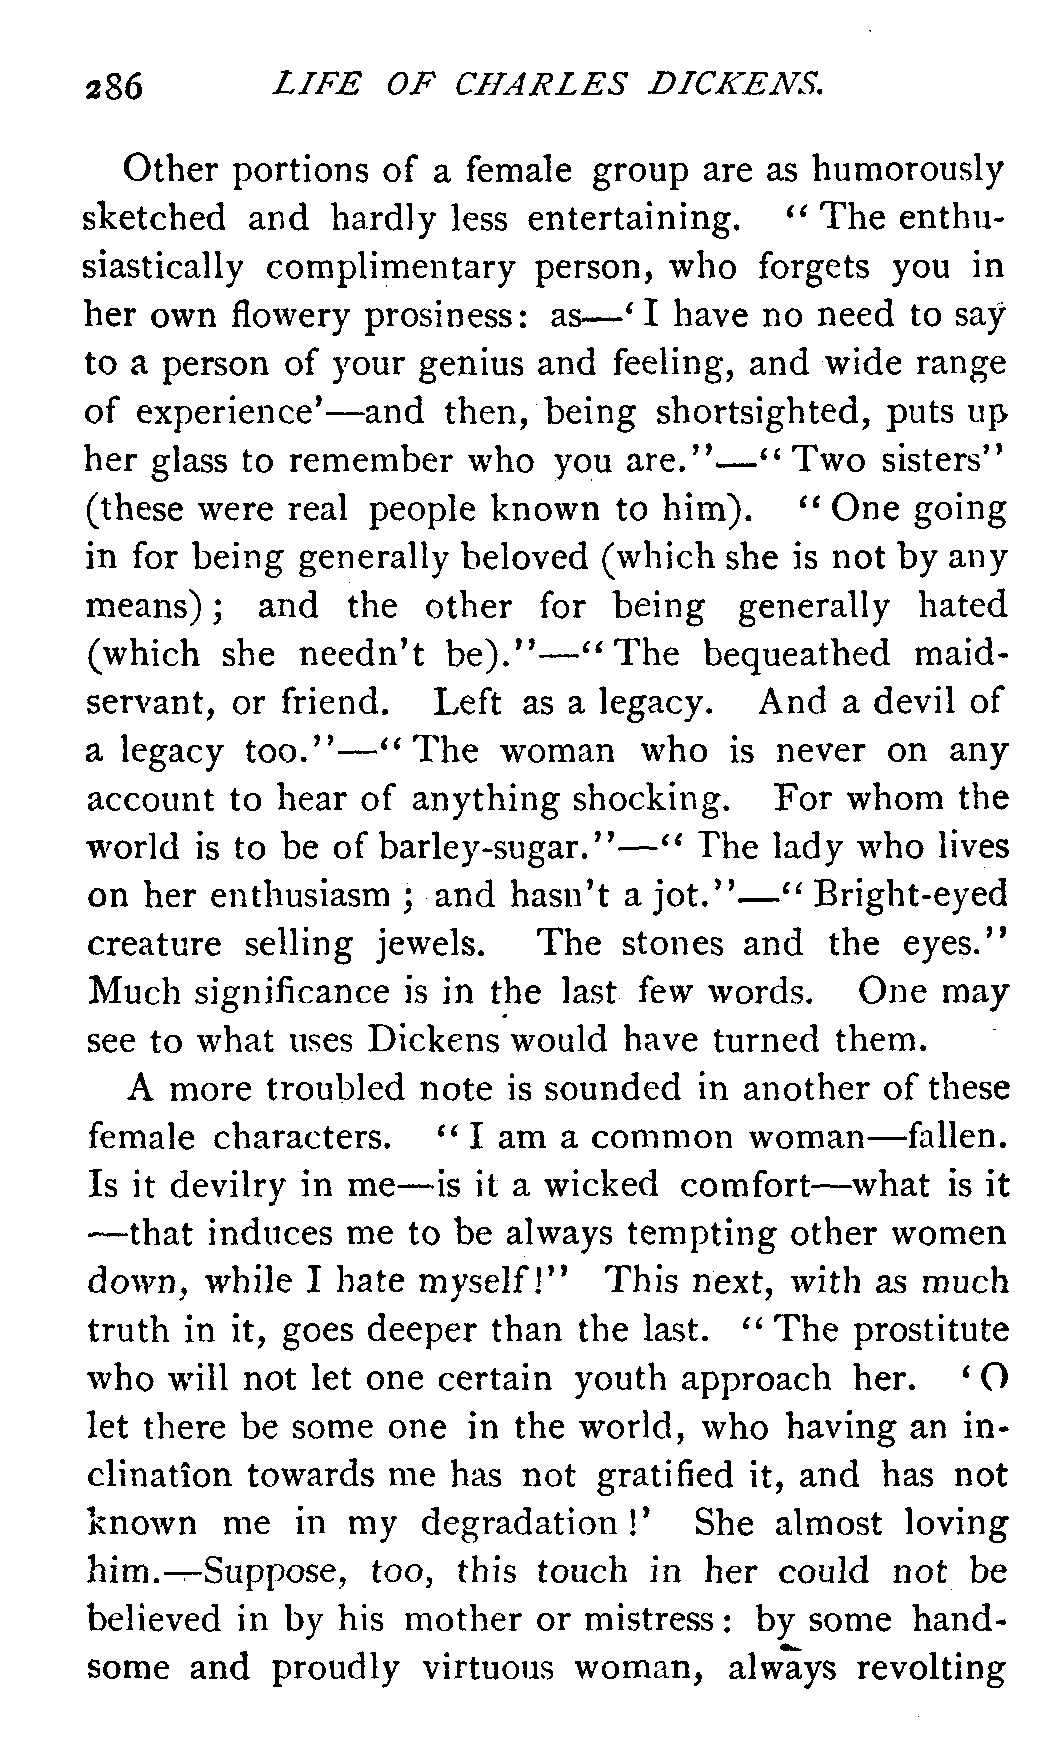 286 LIFE OF CHARLES DICKENS.
Other portions of a female group are as humorously
sketched and hardly less entertaining. “ The enthu-
siastically complimentary person, who forgets you in
her own flowery prosiness: as—‘ I have no need to say
to a person of your genius and feeling, and wide range
of experience’—and then, being shortsighted, puts up
her glass to remember who you are.”—“ Two sisters”
(these were real people known to him). “ One going
in for being generally beloved (which she is not by any
means) ; and the other for being generally hated
(which she needn’t be).”—“ The bequeathed maid-
servant, or friend. Left as a legacy. And a devil of
a legacy too.”—“ The woman who is never on any
account to hear of anything shocking. For whom the
world is to be of barley-sugar.”—“ The lady who lives
on her enthusiasm ; and hasn’t a jot.”—“ Bright-eyed
creature selling jewels. The stones and the eyes.”
Much significance is in the last few words. One may
see to what uses Dickens would have turned them.
A more troubled note is sounded in another of these
female characters. “ I am a common woman—fallen.
Is it devilry in me—is it a wicked comfort—what is it
—that induces me to be always tempting other women
down, while I hate myself!” This next, with as much
truth in it, goes deeper than the last. “ The prostitute
who will not let one certain youth approach her. ‘ O
let there be some one in the world, who having an in-
clination towards me has not gratified it, and has not
known me in my degradation !’ She almost loving
him.—Suppose, too, this touch in her could not be
believed in by his mother or mistress : by some hand-
some and proudly virtuous woman, always revolting